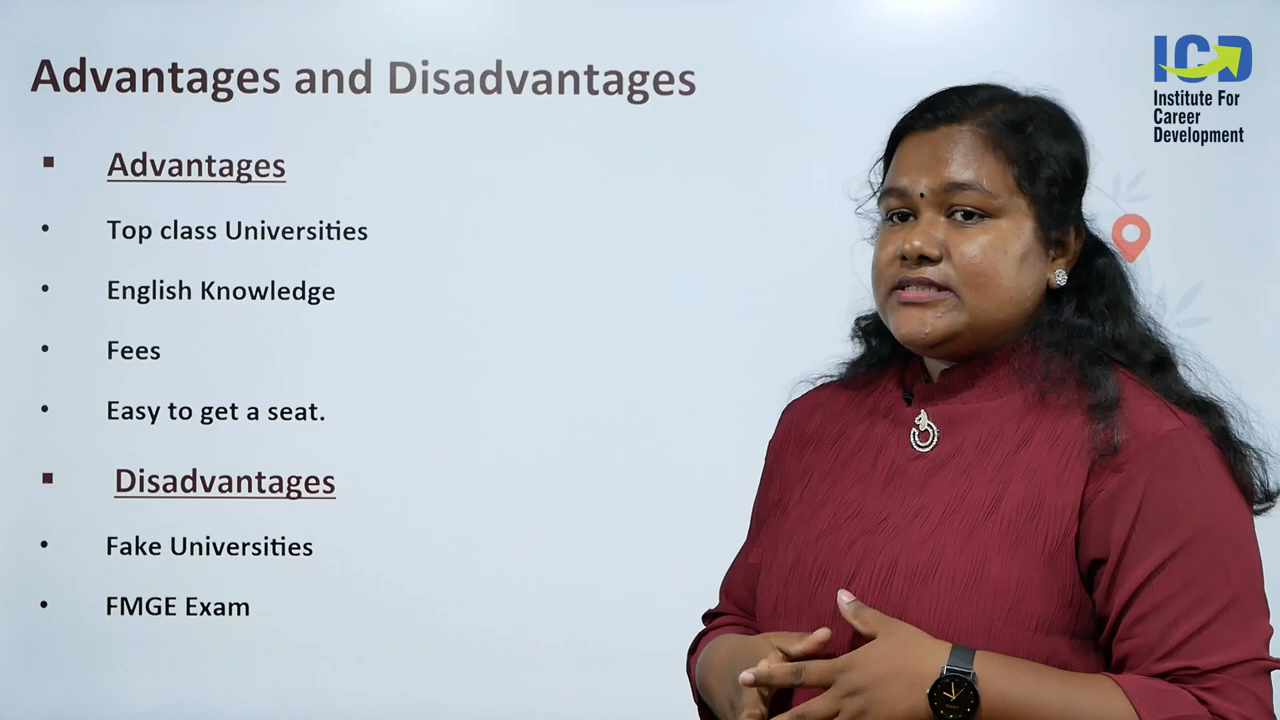 Advantages and Disadvantages
ICD
Institute For
Career
Development
▪ Advantages
• Top class Universities
• English Knowledge
• Fees
• Easy to get a seat.
▪ Disadvantages
• Fake Universities
• FMGE Exam